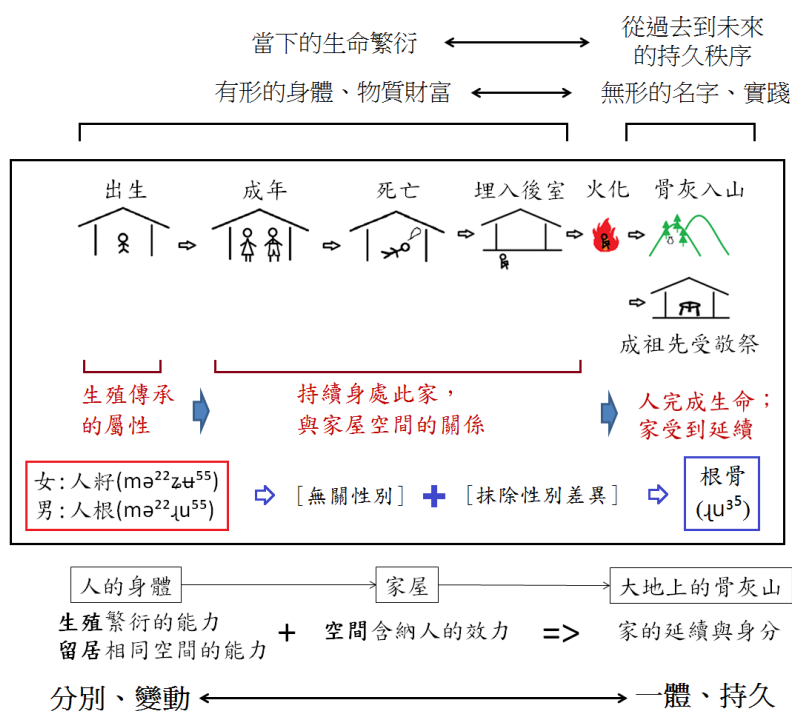 當下的生命繁衍
從過去到未來
的持久秩序
有形的身體、物質財富
無形的名字、實踐
出生
成年
死亡
埋入後室
火化
骨灰入山
成祖先受敬祭
生殖傳承
的屬性
持續身處此家，
與家屋空間的關係
人完成生命；
家受到延續
女：人籽(mə²²ʑʉ⁵⁵)
男：人根(mə²²ɻu⁵⁵)
[無關性別]
+
[抹除性別差異]
根骨
(ɻu³⁵)
人的身體
家屋
大地上的骨灰山
生殖繁衍的能力
留居相同空間的能力
+
空間含納人的效力
=>
家的延續與身分
分別、變動
一體、持久